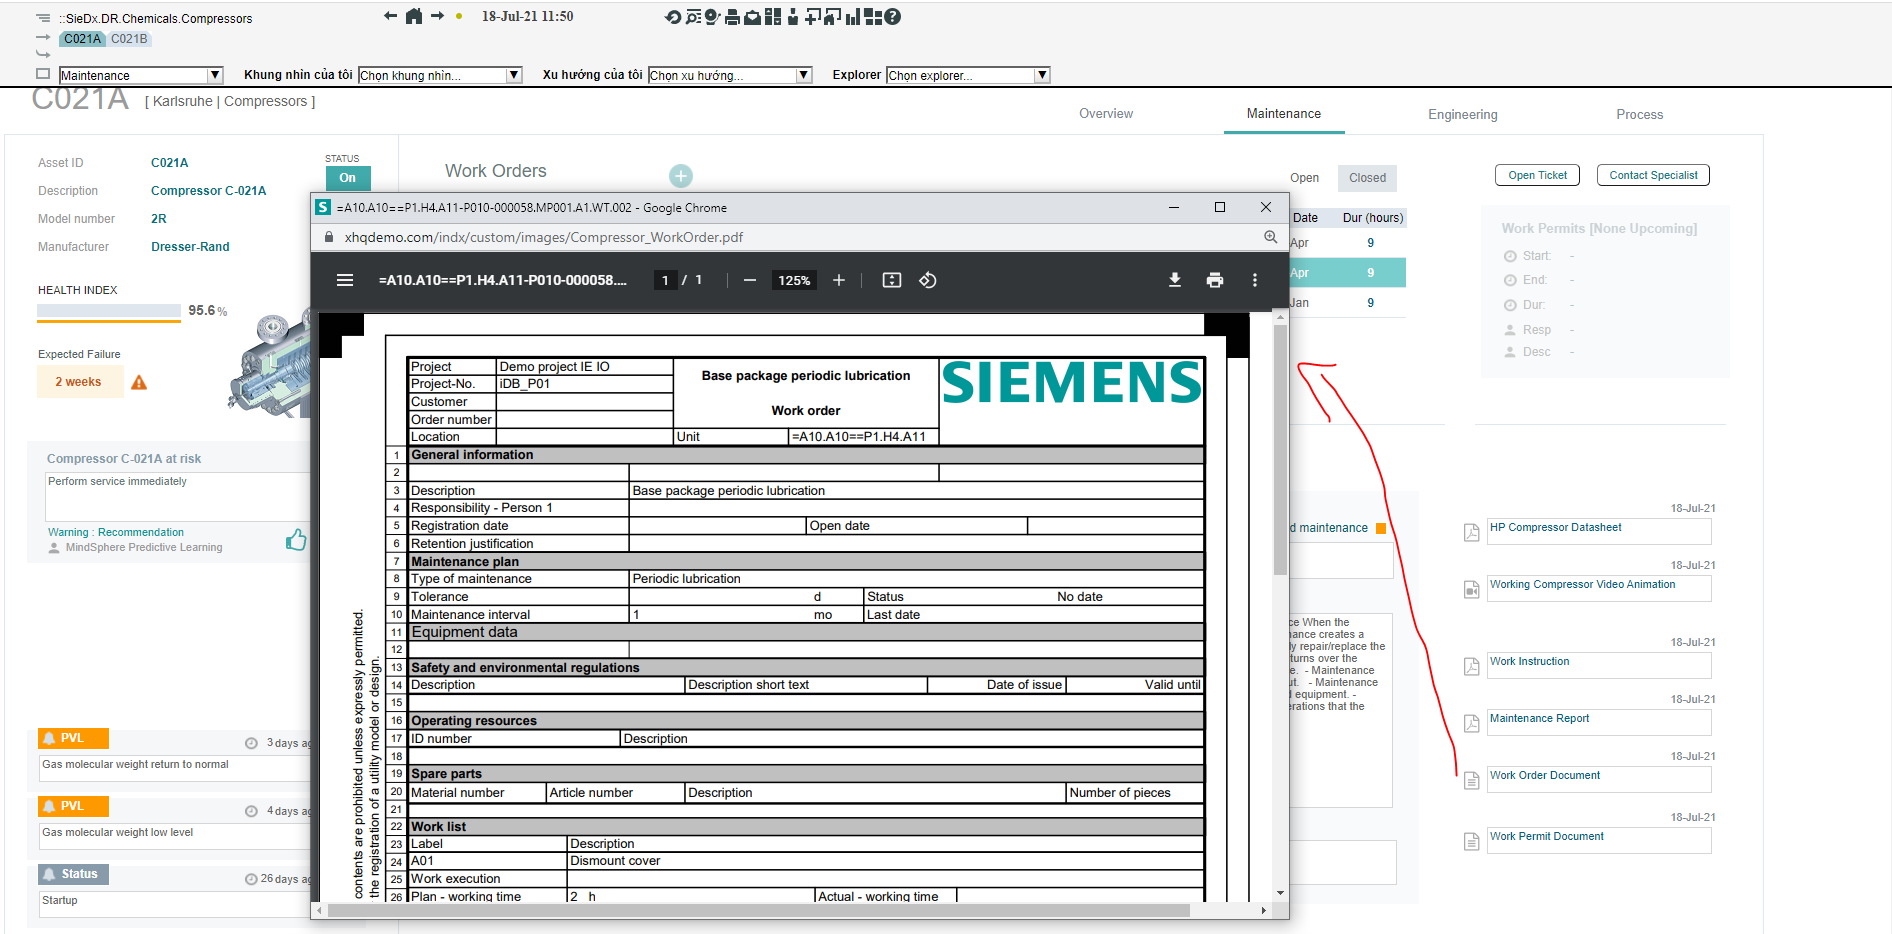 ::SieDx.DR.Chemicals.Compressors
18-Jul-21 11:50
C021A C021B
Maintenance
Khung nhìn của tôi Chọn khung nhìn...
Xu hướng của tôi Chọn xu hướng...
Explorer Chọn explorer...
C021A [ Karlsruhe | Compressors ]
Overview Maintenance Engineering Process
Asset ID C021A
STATUS
On
Description Compressor C-021A
Model number 2R
Manufacturer Dresser-Rand
HEALTH INDEX
95.6 %
Expected Failure
2 weeks
Compressor C-021A at risk
Perform service immediately
Warning : Recommendation
MindSphere Predictive Learning
PVL 3 days ag
Gas molecular weight return to normal
PVL 4 days ag
Gas molecular weight low level
Status 26 days ag
Startup
Work Orders
Open Closed
Date Dur (hours)
Apr 9
Apr 9
Jan 9
=A10.A10==P1.H4.A11-P010-000058.MP001.A1.WT.002 - Google Chrome
xhqdemo.com/indx/custom/images/Compressor_WorkOrder.pdf
=A10.A10==P1.H4.A11-P010-000058.... 1 / 1 125%
Project Demo project IE IO
Project-No. iDB_P01
Customer
Order number
Location
Base package periodic lubrication
Work order
Unit =A10.A10==P1.H4.A11
SIEMENS
1 General information
2
3 Description Base package periodic lubrication
4 Responsibility - Person 1
5 Registration date Open date
6 Retention justification
7 Maintenance plan
8 Type of maintenance Periodic lubrication
9 Tolerance d Status No date
10 Maintenance interval 1 mo Last date
11 Equipment data
12
13 Safety and environmental regulations
14 Description Description short text Date of issue Valid until
15
16 Operating resources
17 ID number Description
18
19 Spare parts
20 Material number Article number Description Number of pieces
21
22 Work list
23 Label Description
24 A01 Dismount cover
25 Work execution
26 Plan - working time 2 h Actual - working time
contents are prohibited unless expressly permitted.
the registration of a utility model or design.
Open Ticket Contact Specialist
Work Permits [None Upcoming]
Start: -
End: -
Dur: -
Resp -
Desc -
d maintenance
ce When the
nance creates a
ly repair/replace the
turns over the
e. - Maintenance
ut. - Maintenance
d equipment. -
erations that the
18-Jul-21
HP Compressor Datasheet
18-Jul-21
Working Compressor Video Animation
18-Jul-21
Work Instruction
18-Jul-21
Maintenance Report
18-Jul-21
Work Order Document
18-Jul-21
Work Permit Document